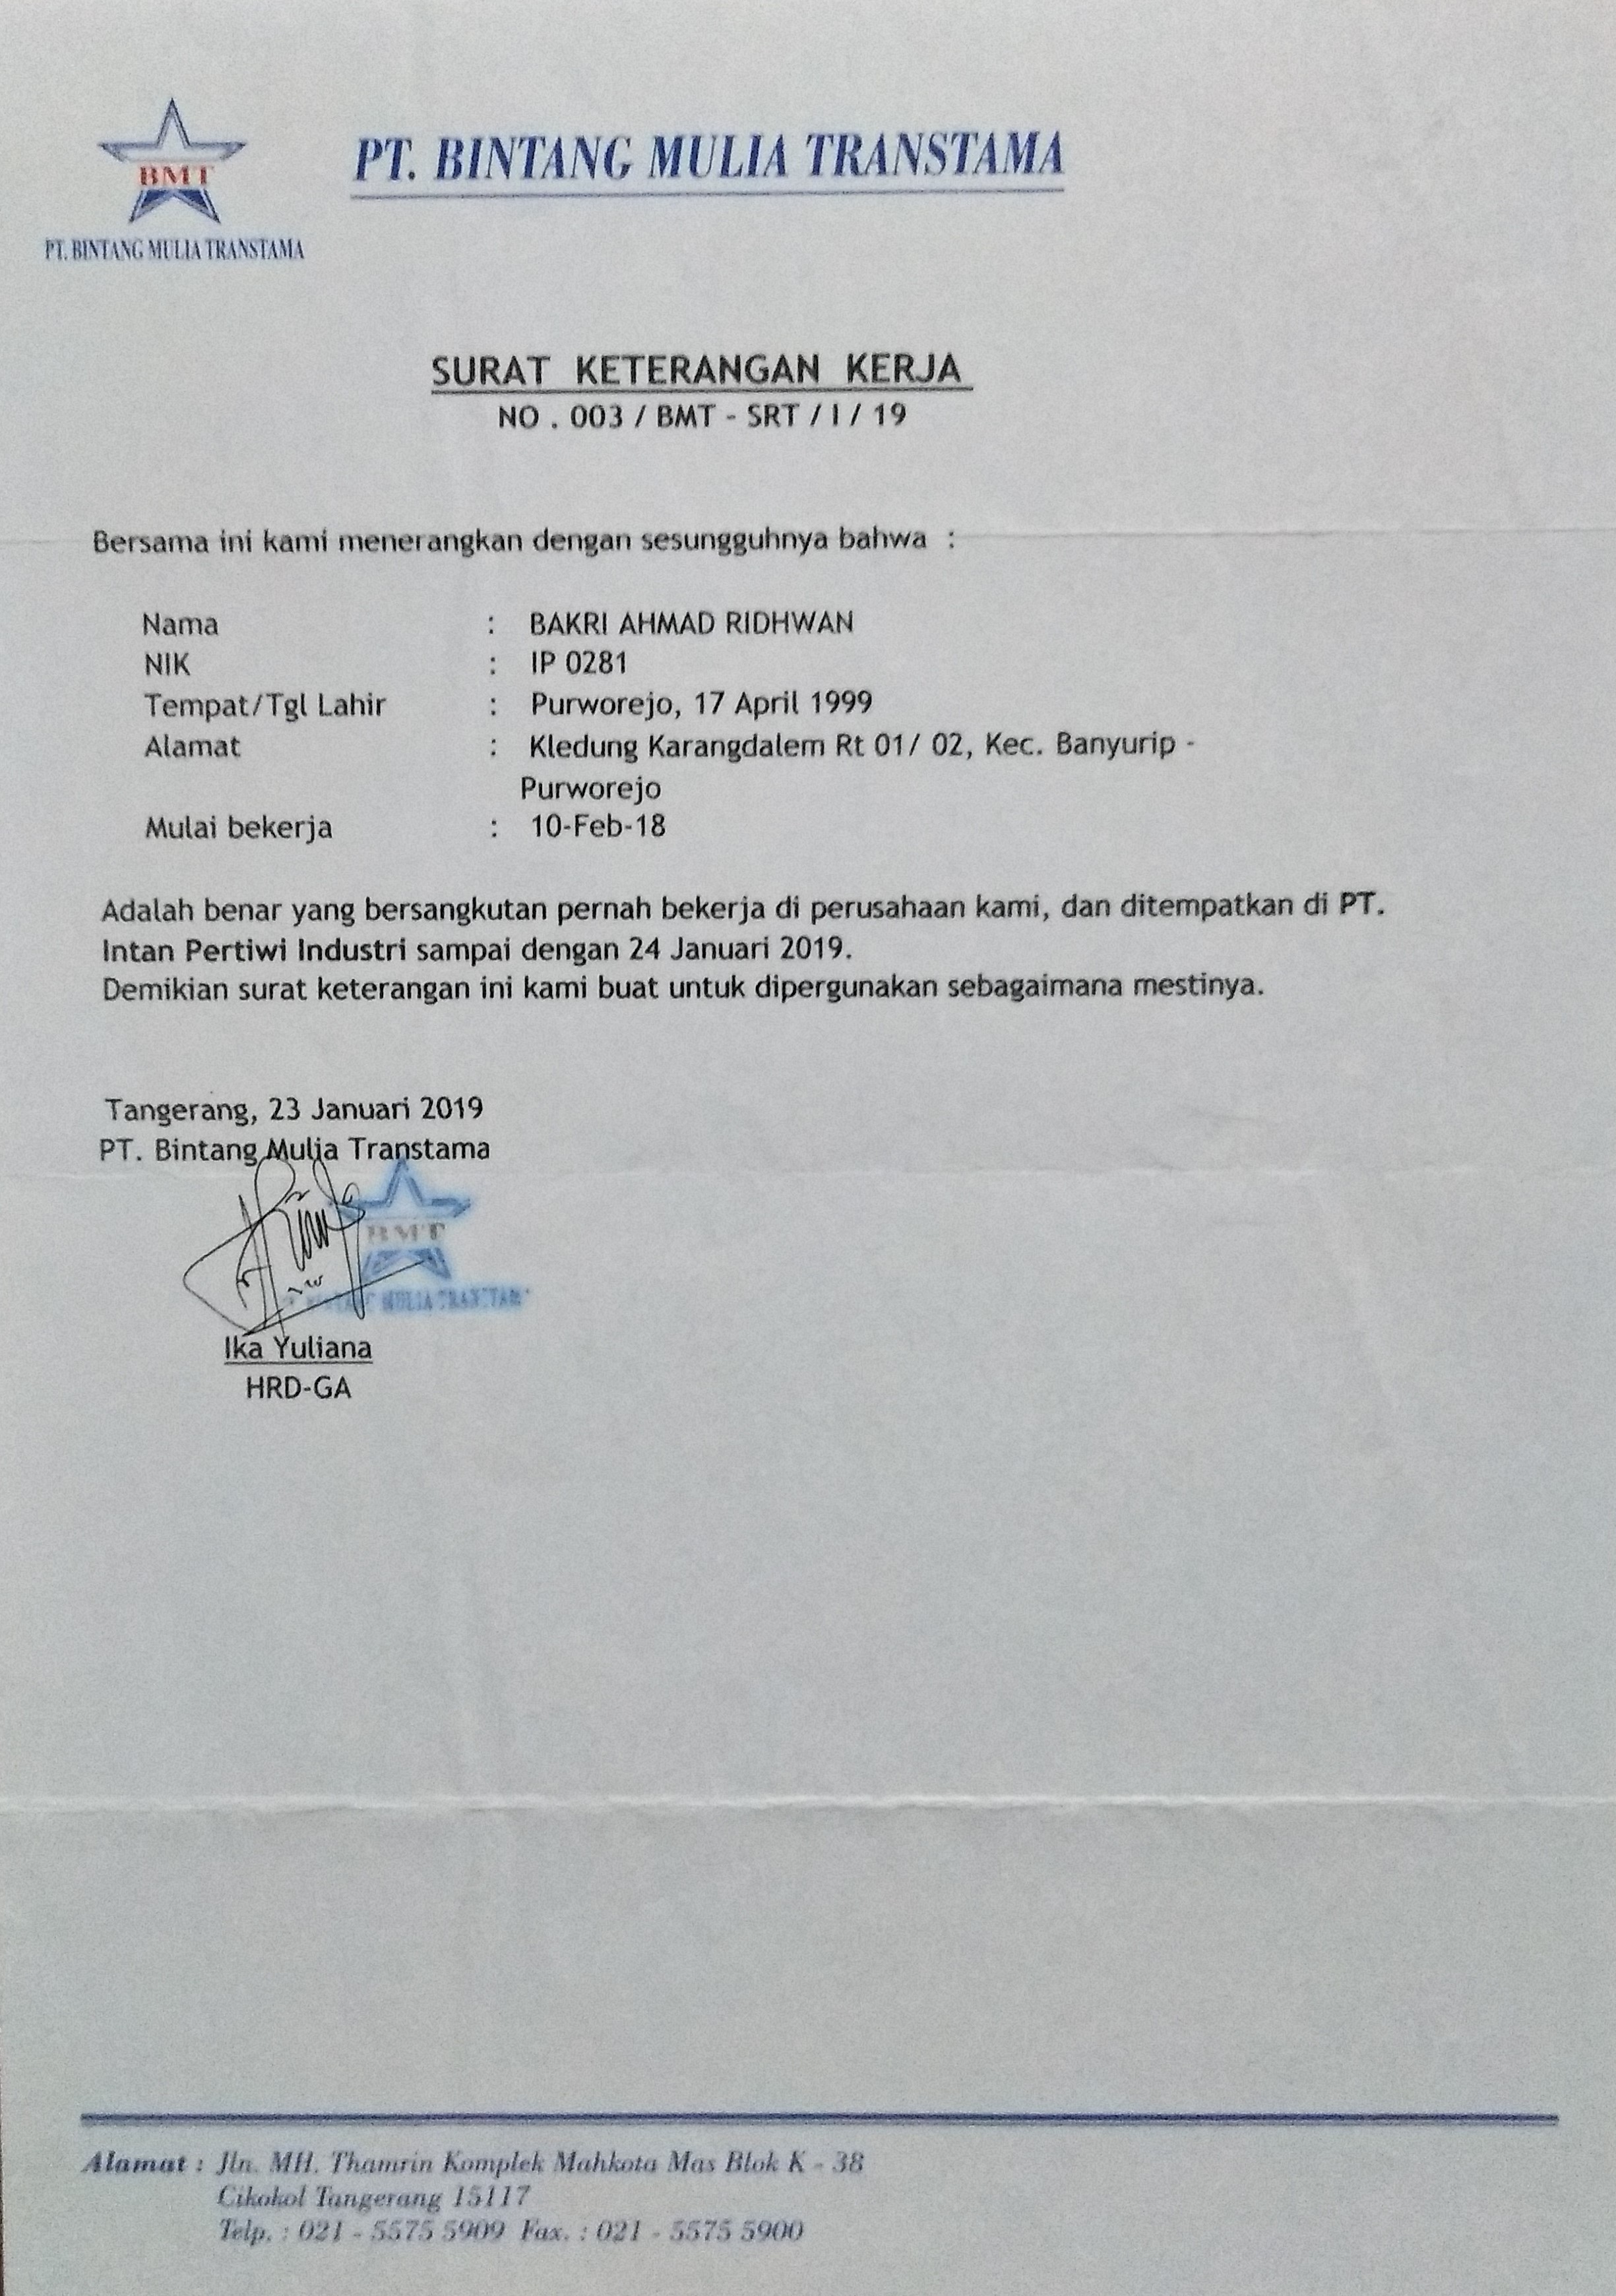 BMT
PT. BINTANG MULIA TRANSTAMA
PT. BINTANG MULIA TRANSTAMA
SURAT KETERANGAN KERJA
NO . 003 / BMT - SRT / I / 19
Bersama ini kami menerangkan dengan sesungguhnya bahwa :
Nama : BAKRI AHMAD RIDHWAN
NIK : IP 0281
Tempat/Tgl Lahir : Purworejo, 17 April 1999
Alamat : Kledung Karangdalem Rt 01/ 02, Kec. Banyurip -
Purworejo
Mulai bekerja : 10-Feb-18
Adalah benar yang bersangkutan pernah bekerja di perusahaan kami, dan ditempatkan di PT.
Intan Pertiwi Industri sampai dengan 24 Januari 2019.
Demikian surat keterangan ini kami buat untuk dipergunakan sebagaimana mestinya.
Tangerang, 23 Januari 2019
PT. Bintang Mulia Transtama
BMT
MULIA
Ika Yuliana
HRD-GA
Alamat : Jln. MH. Thamrin Komplek Mahkota Mas Blok K - 38
Cikokol Tangerang 15117
Telp. : 021 - 5575 5909 Fax. : 021 - 5575 5900